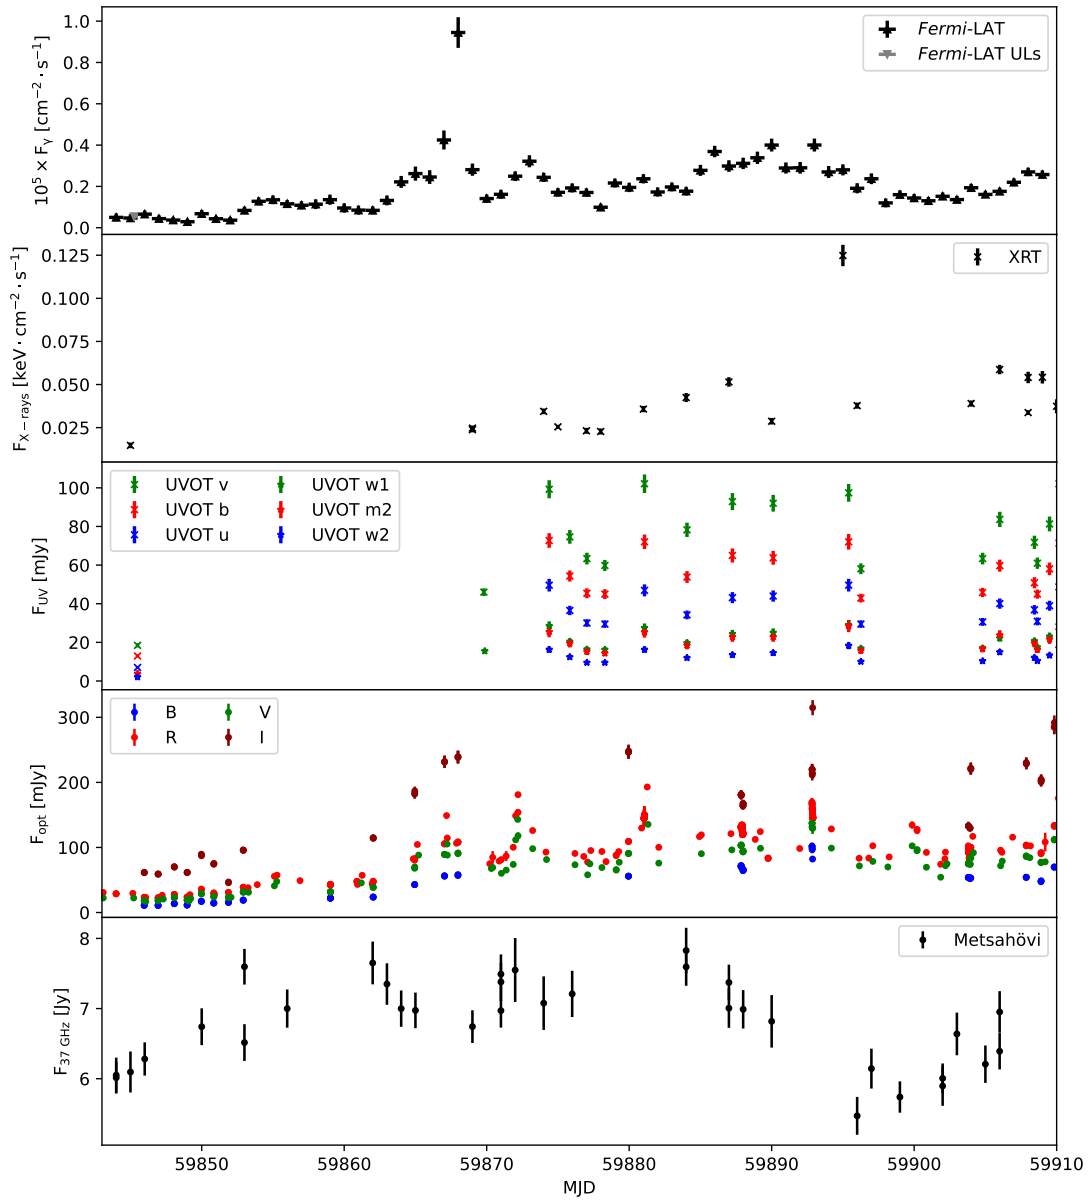 1.0
0.8
0.6
0.4
0.2
0.0
10⁵ × Fγ [cm⁻² · s⁻¹]
Fermi-LAT
Fermi-LAT ULs
0.125
0.100
0.075
0.050
0.025
F_X−rays [keV · cm⁻² · s⁻¹]
XRT
100
80
60
40
20
0
F_UV [mJy]
UVOT v
UVOT b
UVOT u
UVOT w1
UVOT m2
UVOT w2
300
200
100
0
F_opt [mJy]
B
R
V
I
8
7
6
F_37 GHz [Jy]
Metsahövi
59850 59860 59870 59880 59890 59900 59910
MJD